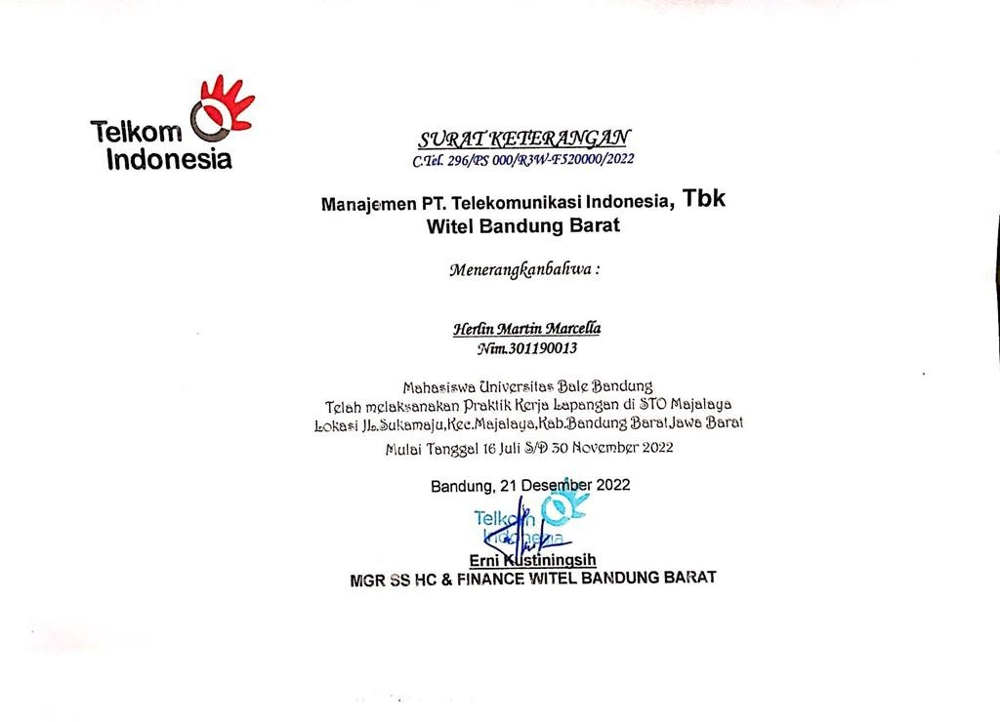 Telkom
Indonesia
SURAT KETERANGAN
C.Tel. 296/PS 000/R3W-F520000/2022
Manajemen PT. Telekomunikasi Indonesia, Tbk
Witel Bandung Barat
Menerangkanbahwa :
Herlin Martin Marcella
Nim.301190013
Mahasiswa Universitas Bale Bandung
Telah melaksanakan Praktik Kerja Lapangan di STO Majalaya
Lokasi JL.Sukamaju,Kec.Majalaya,Kab.Bandung Barat,Jawa Barat
Mulai Tanggal 16 Juli S/D 30 November 2022
Bandung, 21 Desember 2022
Telkom
Indonesia
Erni Kustiningsih
MGR SS HC & FINANCE WITEL BANDUNG BARAT